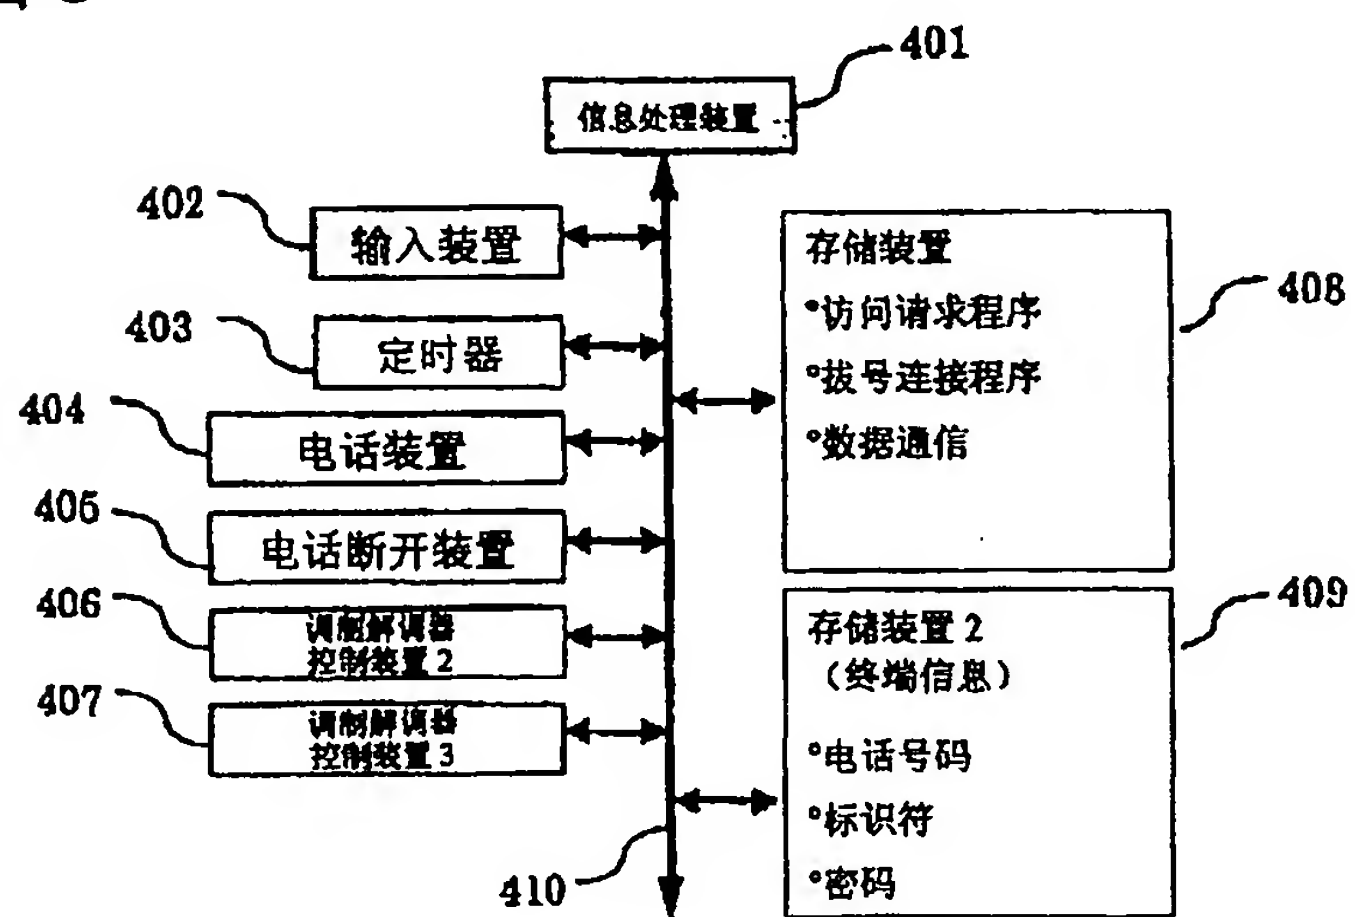 401
信息处理装置
402
输入装置
403
定时器
404
电话装置
405
电话断开装置
406
调制解调器
控制装置2
407
调制解调器
控制装置3
存储装置
•访问请求程序
°拔号连接程序
°数据通信
408
存储装置2
（终端信息）
°电话号码
°标识符
°密码
409
410